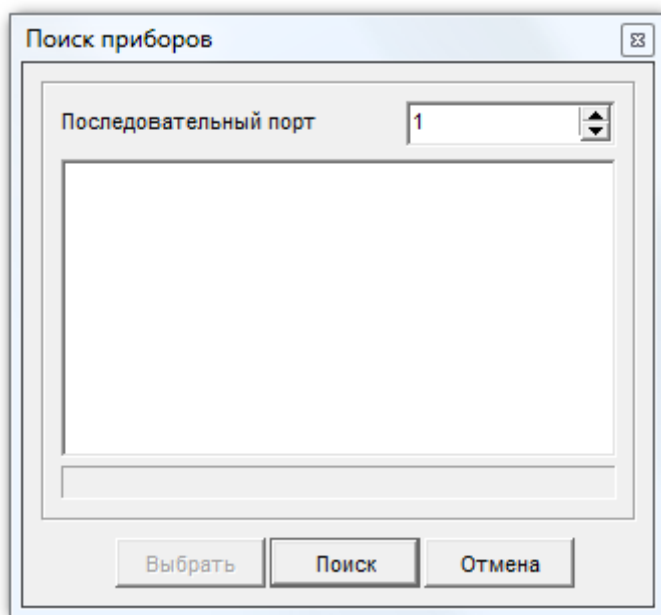 Поиск приборов
Последовательный порт 1
Выбрать Поиск Отмена